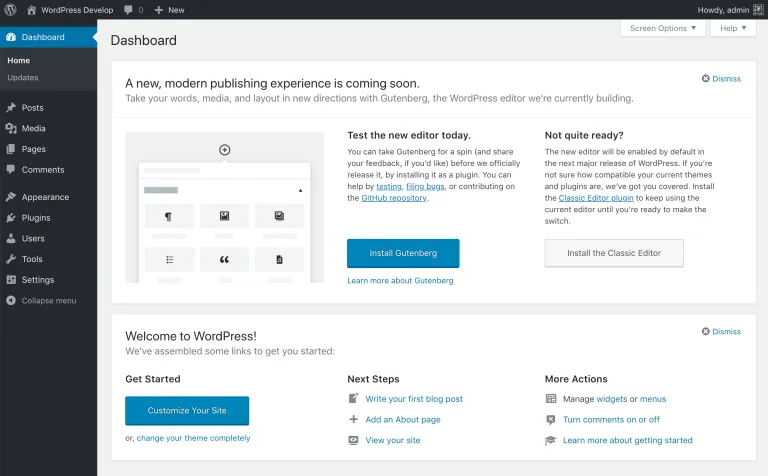 WordPress Develop 0 + New Howdy, admin
Dashboard
Home
Updates
Posts
Media
Pages
Comments
Appearance
Plugins
Users
Tools
Settings
Collapse menu
Screen Options ▼ Help ▼
Dashboard
A new, modern publishing experience is coming soon.
Dismiss
Take your words, media, and layout in new directions with Gutenberg, the WordPress editor we're currently building.
Test the new editor today.
You can take Gutenberg for a spin (and share
your feedback, if you'd like) before we officially
release it, by installing it as a plugin. You can
help by testing, filing bugs, or contributing on
the GitHub repository.
Install Gutenberg
Learn more about Gutenberg
Not quite ready?
The new editor will be enabled by default in
the next major release of WordPress. If you're
not sure how compatible your current themes
and plugins are, we've got you covered. Install
the Classic Editor plugin to keep using the
current editor until you're ready to make the
switch.
Install the Classic Editor
Welcome to WordPress!
Dismiss
We've assembled some links to get you started:
Get Started
Customize Your Site
or, change your theme completely
Next Steps
Write your first blog post
Add an About page
View your site
More Actions
Manage widgets or menus
Turn comments on or off
Learn more about getting started